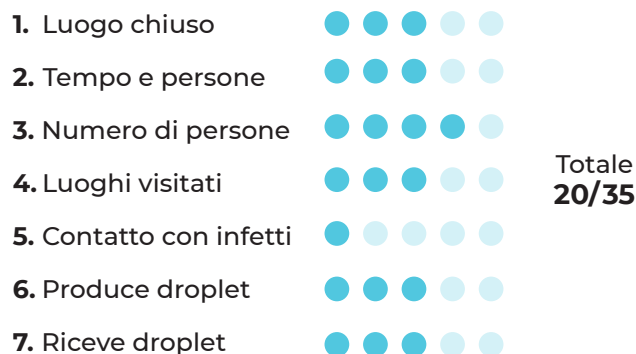 1. Luogo chiuso
2. Tempo e persone
3. Numero di persone
4. Luoghi visitati
5. Contatto con infetti
6. Produce droplet
7. Riceve droplet
Totale
20/35